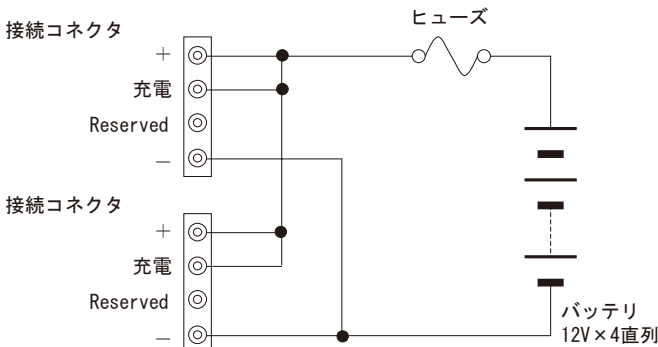 接続コネクタ
+
充電
Reserved
−
ヒューズ
接続コネクタ
+
充電
Reserved
−
バッテリ
12V×4直列